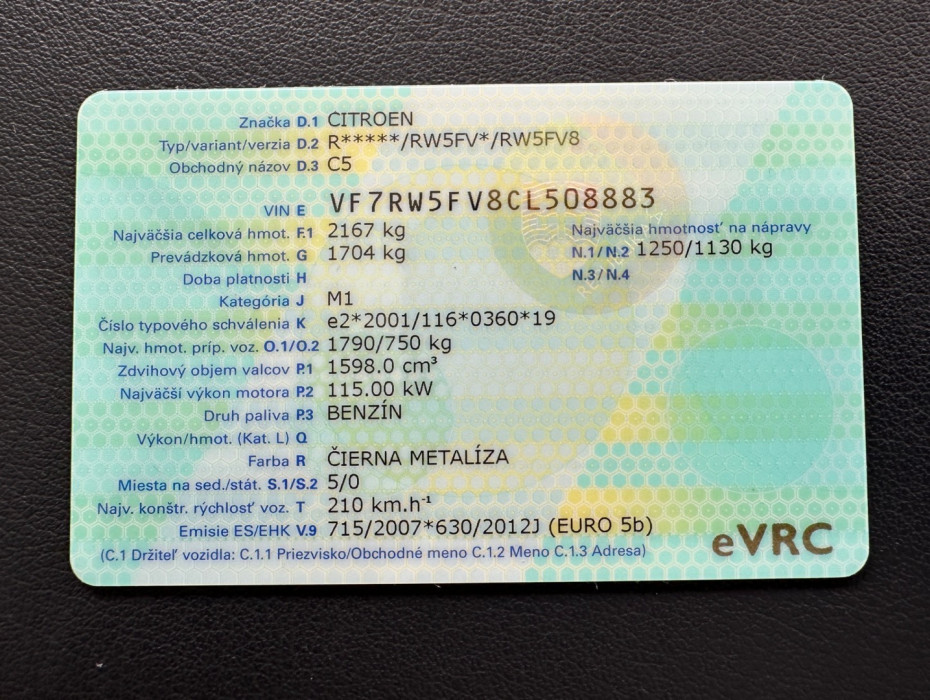 Značka D.1 CITROEN
Typ/variant/verzia D.2 R*****/RW5FV*/RW5FV8
Obchodný názov D.3 C5
VIN E VF7RW5FV8CL508883
Najväčšia celková hmot. F.1 2167 kg Najväčšia hmotnosť na nápravy
Prevádzková hmot. G 1704 kg N.1/N.2 1250/1130 kg
Doba platnosti H N.3/N.4
Kategória J M1
Číslo typového schválenia K e2*2001/116*0360*19
Najv. hmot. príp. voz. O.1/O.2 1790/750 kg
Zdvihový objem valcov P.1 1598.0 cm³
Najväčší výkon motora P.2 115.00 kW
Druh paliva P.3 BENZÍN
Výkon/hmot. (Kat. L) Q
Farba R ČIERNA METALÍZA
Miesta na sed./stát. S.1/S.2 5/0
Najv. konštr. rýchlosť voz. T 210 km.h⁻¹
Emisie ES/EHK V.9 715/2007*630/2012J (EURO 5b)
(C.1 Držiteľ vozidla: C.1.1 Priezvisko/Obchodné meno C.1.2 Meno C.1.3 Adresa)
eVRC